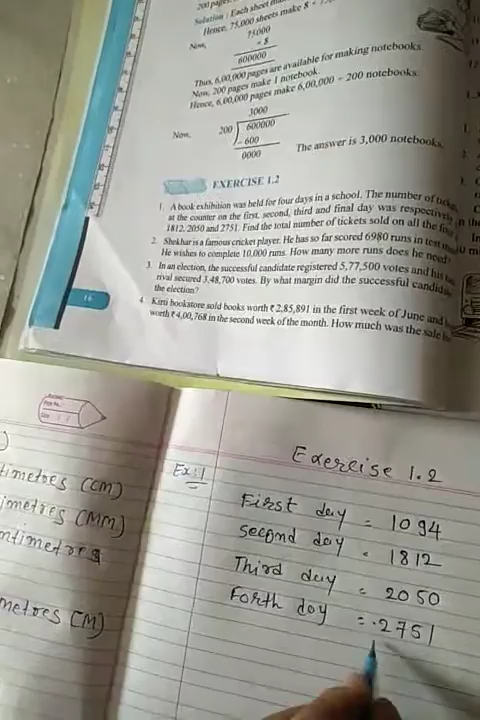 200 pages
Solution : Each sheet
Hence, 75,000 sheets make 8
Now, 75000
× 8
600000
Thus, 6,00,000 pages are available for making notebooks.
Now, 200 pages make 1 notebook.
Hence, 6,00,000 pages make 6,00,000 ÷ 200 notebooks.
3000
Now, 200 600000
- 600
0000
The answer is 3,000 notebooks.
EXERCISE 1.2
1. A book exhibition was held for four days in a school. The number of
at the counter on the first, second, third and final day was respectively
1812, 2050 and 2751. Find the total number of tickets sold on all the
2. Shekhar is a famous cricket player. He has so far scored 6980 runs in test
He wishes to complete 10,000 runs. How many more runs does he need
3. In an election, the successful candidate registered 5,77,500 votes and his
rival secured 3,48,700 votes. By what margin did the successful
the election?
4. Kirti bookstore sold books worth ₹ 2,85,891 in the first week of June and
worth ₹ 4,00,768 in the second week of the month. How much was the sale
16
Exercise 1.2
Ex:1
First day = 1094
second day = 1812
Third day = 2050
Forth day = 2751
timetres (CM)
imetres (MM)
ntimetors
metres (M)